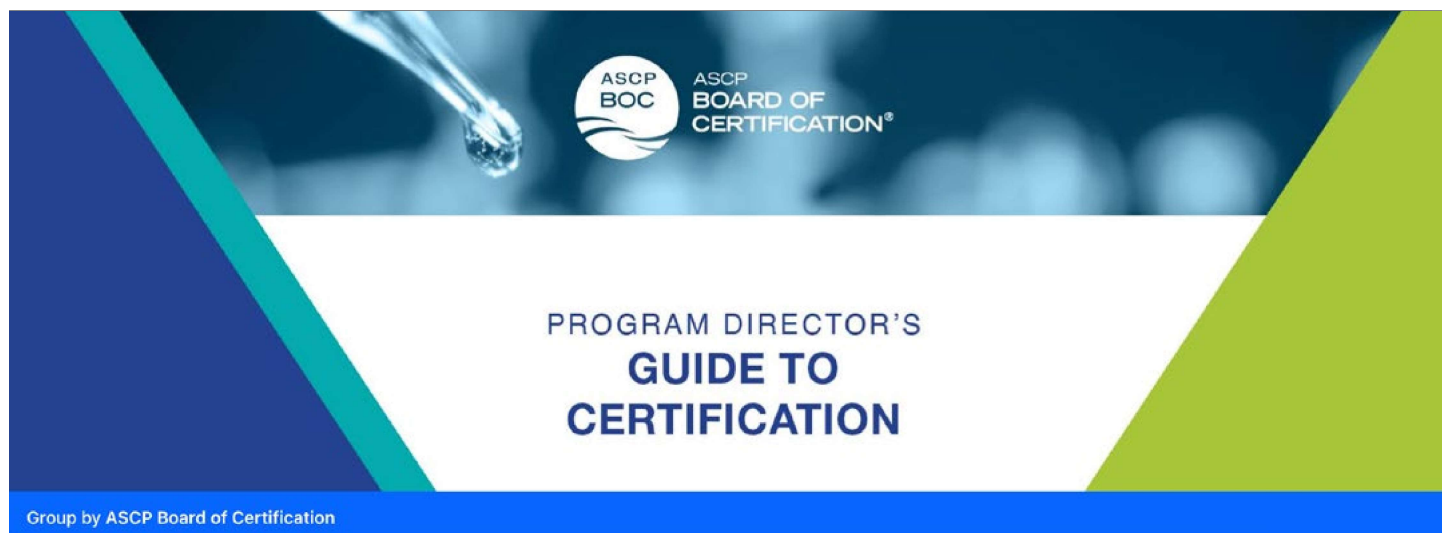 ASCP
BOC
ASCP
BOARD OF
CERTIFICATION®
PROGRAM DIRECTOR'S
GUIDE TO
CERTIFICATION
Group by ASCP Board of Certification